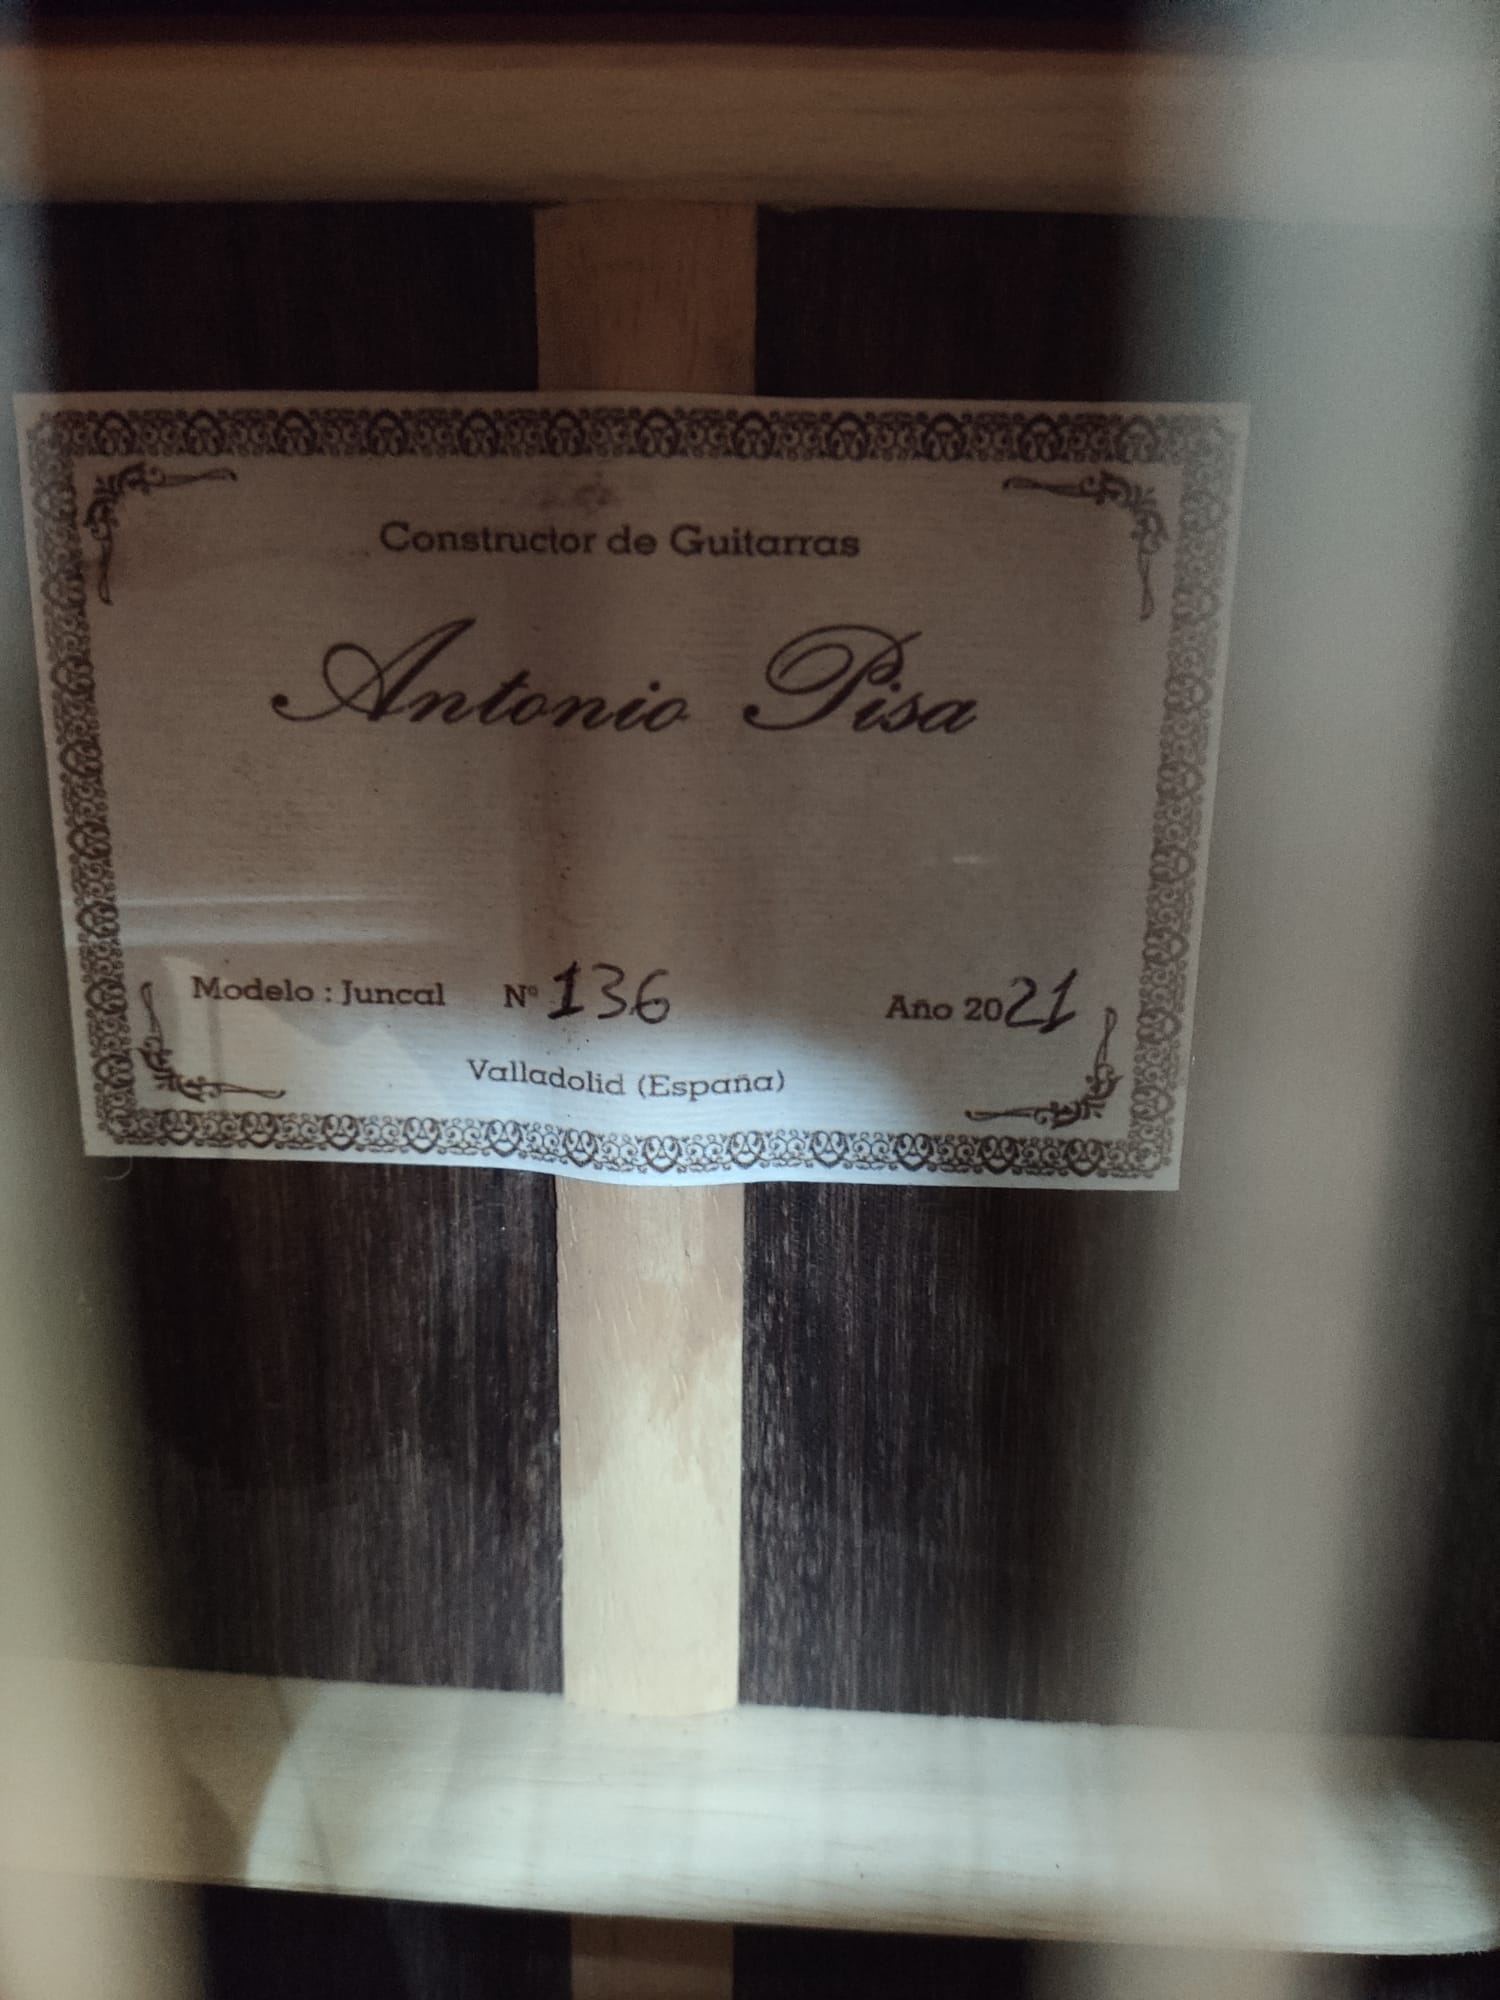 Constructor de Guitarras
Antonio Pisa
Modelo : Juncal Nº 136 Año 2021
Valladolid (España)